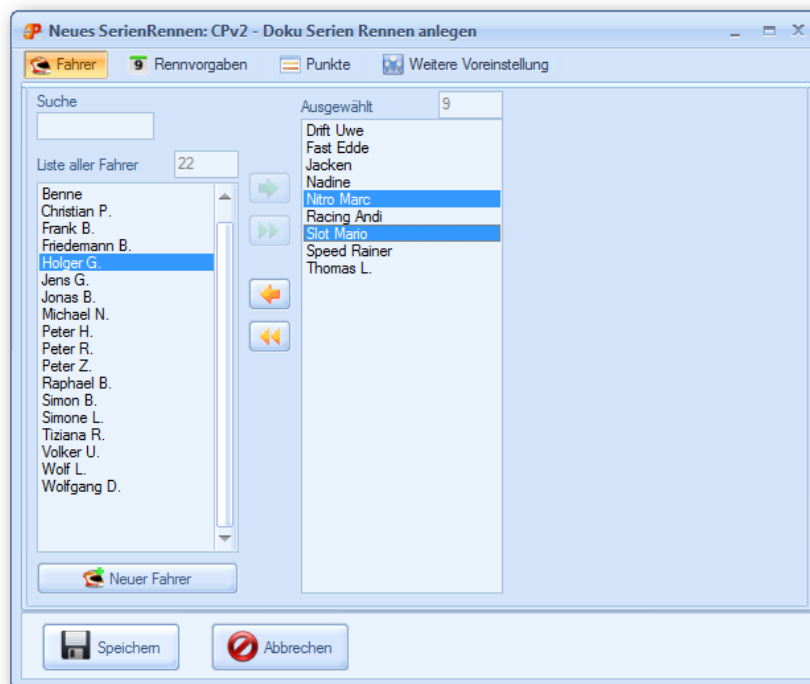 Neues SerienRennen: CPv2 - Doku Serien Rennen anlegen
Fahrer
9 Rennvorgaben
Punkte
Weitere Voreinstellung
Suche
Liste aller Fahrer 22
Benne
Christian P.
Frank B.
Friedemann B.
Holger G.
Jens G.
Jonas B.
Michael N.
Peter H.
Peter R.
Peter Z.
Raphael B.
Simon B.
Simone L.
Tiziana R.
Volker U.
Wolf L.
Wolfgang D.
Neuer Fahrer
Ausgewählt 9
Drift Uwe
Fast Edde
Jacken
Nadine
Nitro Marc
Racing Andi
Slot Mario
Speed Rainer
Thomas L.
Speichern
Abbrechen